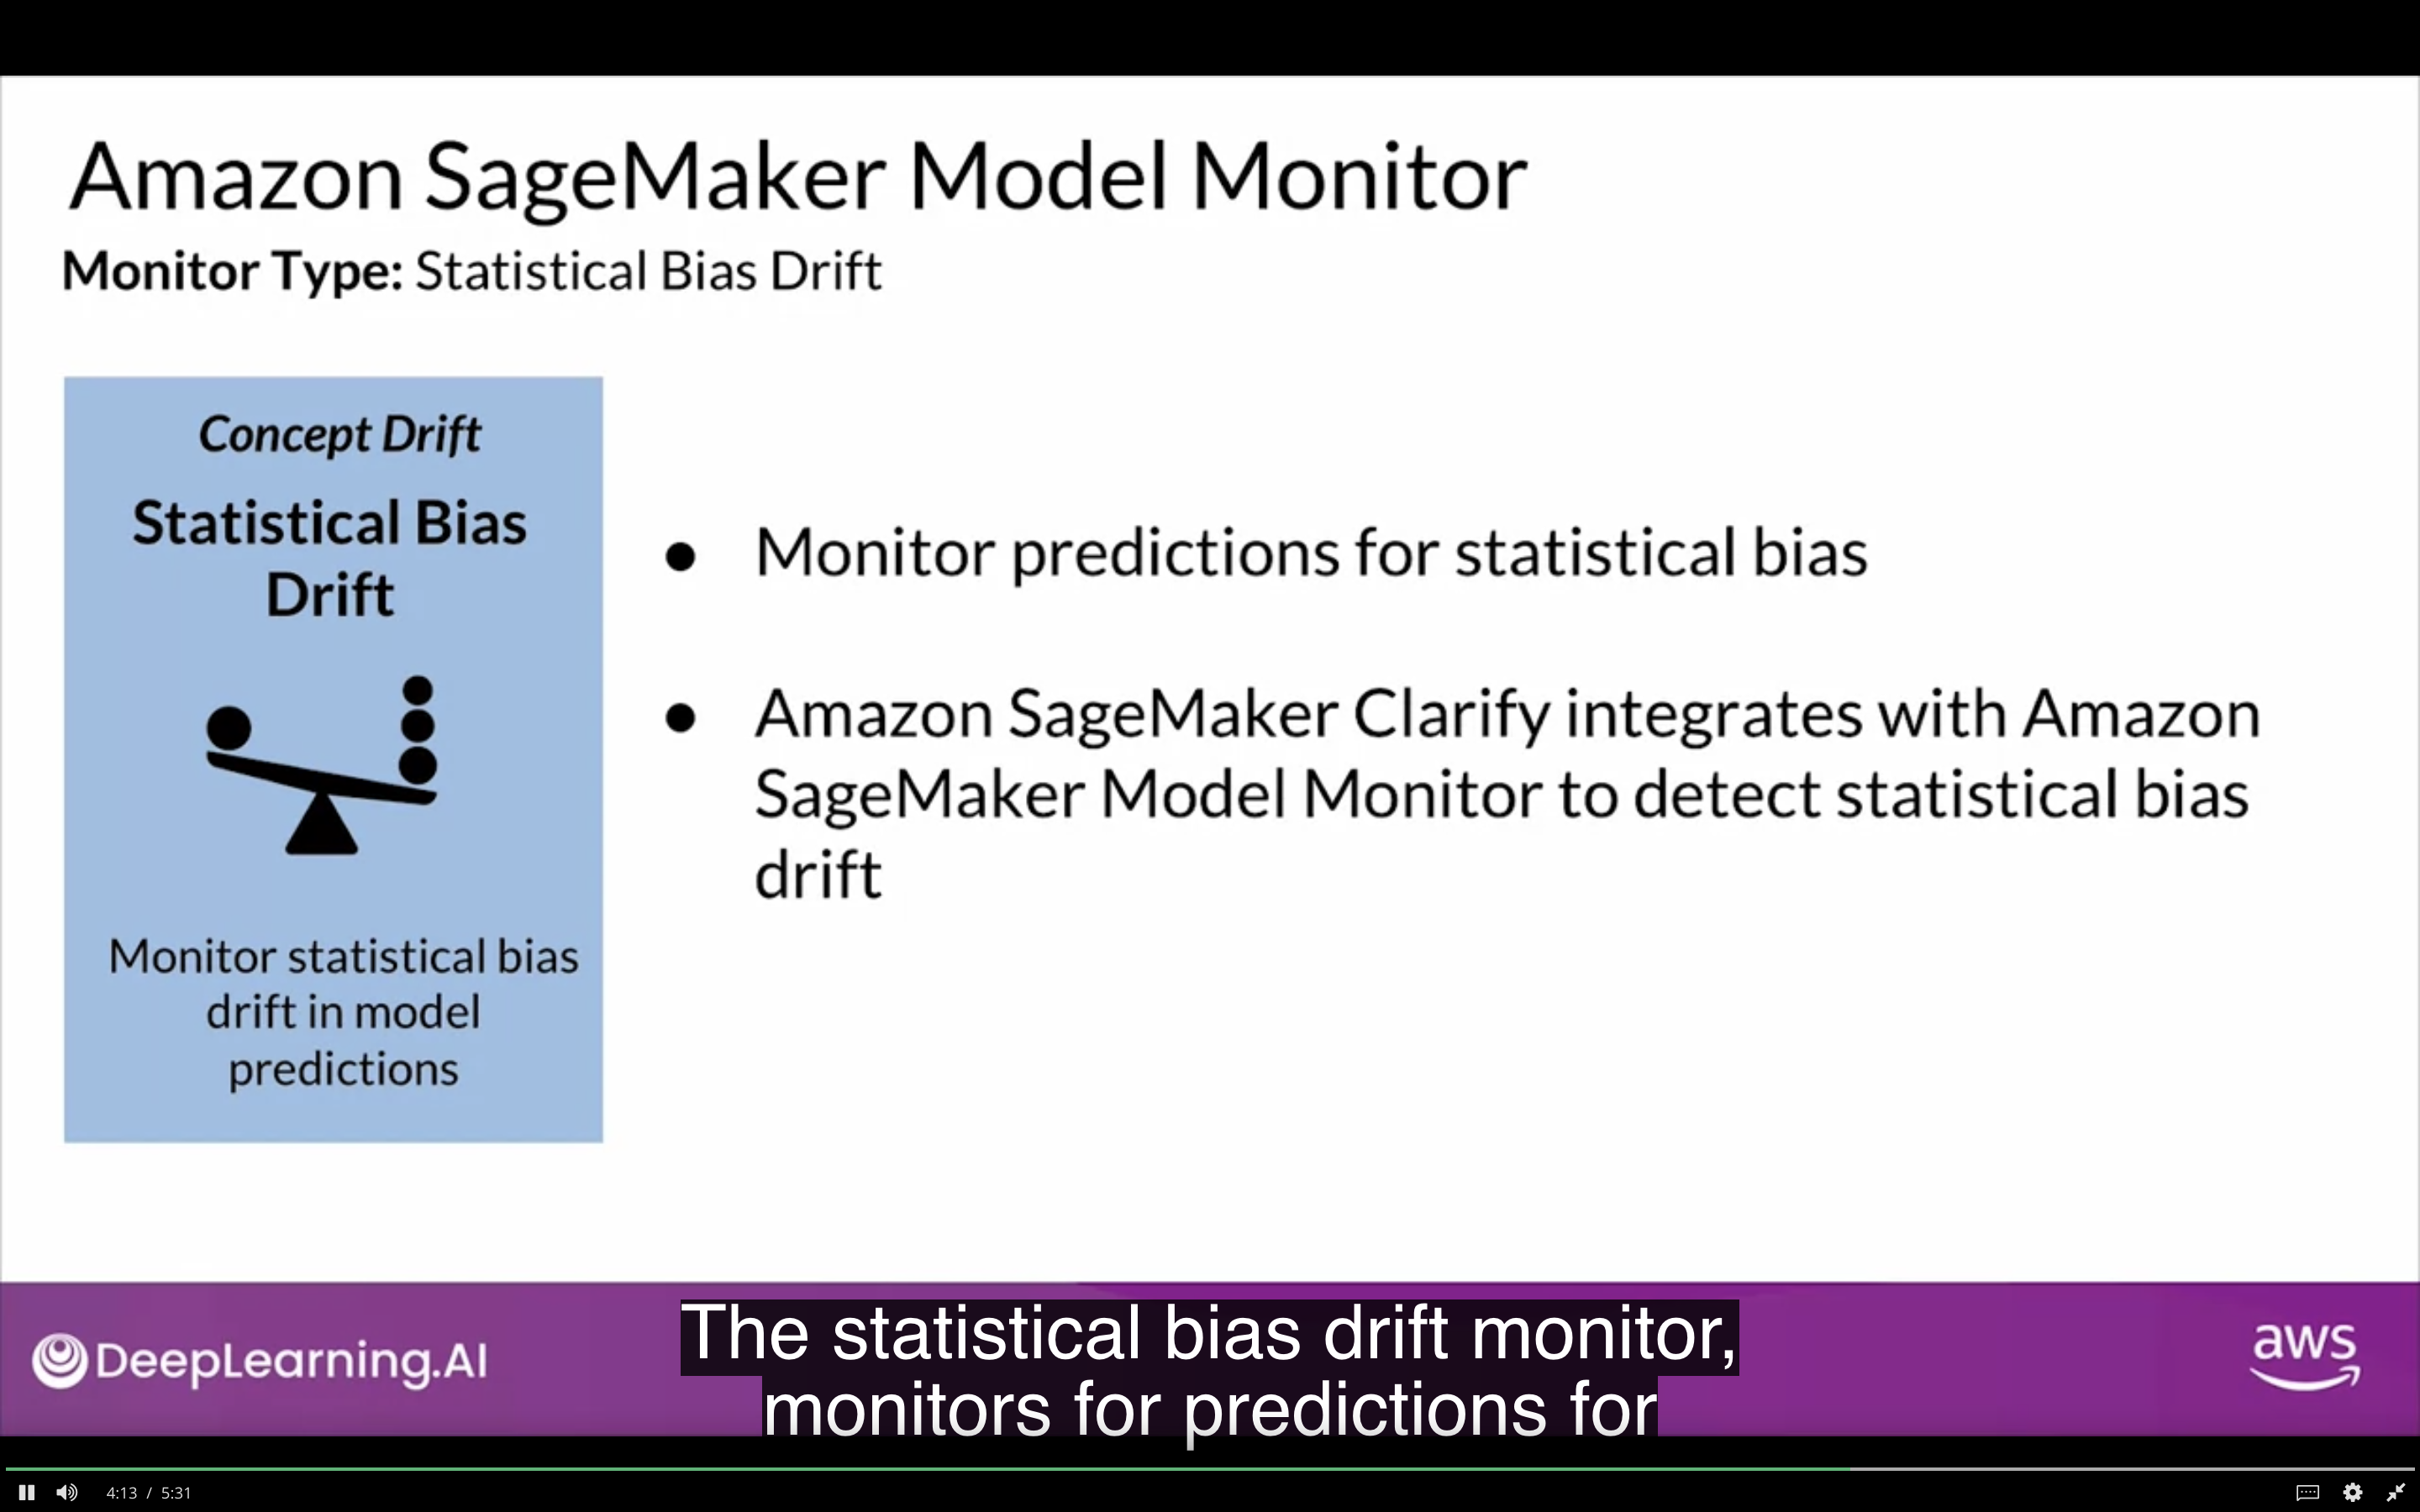 Amazon SageMaker Model Monitor
Monitor Type: Statistical Bias Drift
Concept Drift
Statistical Bias
Drift
Monitor statistical bias
drift in model
predictions
● Monitor predictions for statistical bias
● Amazon SageMaker Clarify integrates with Amazon
SageMaker Model Monitor to detect statistical bias
drift
DeepLearning.AI
The statistical bias drift monitor,
monitors for predictions for
aws
4:13 / 5:31